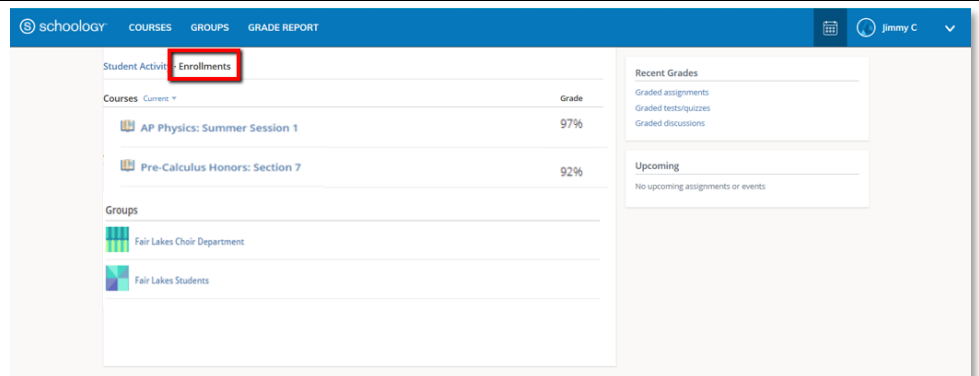 schoology COURSES GROUPS GRADE REPORT Jimmy C
Student Activity · Enrollments
Courses Current Grade
AP Physics: Summer Session 1 97%
Pre-Calculus Honors: Section 7 92%
Groups
Fair Lakes Choir Department
Fair Lakes Students
Recent Grades
Graded assignments
Graded tests/quizzes
Graded discussions
Upcoming
No upcoming assignments or events